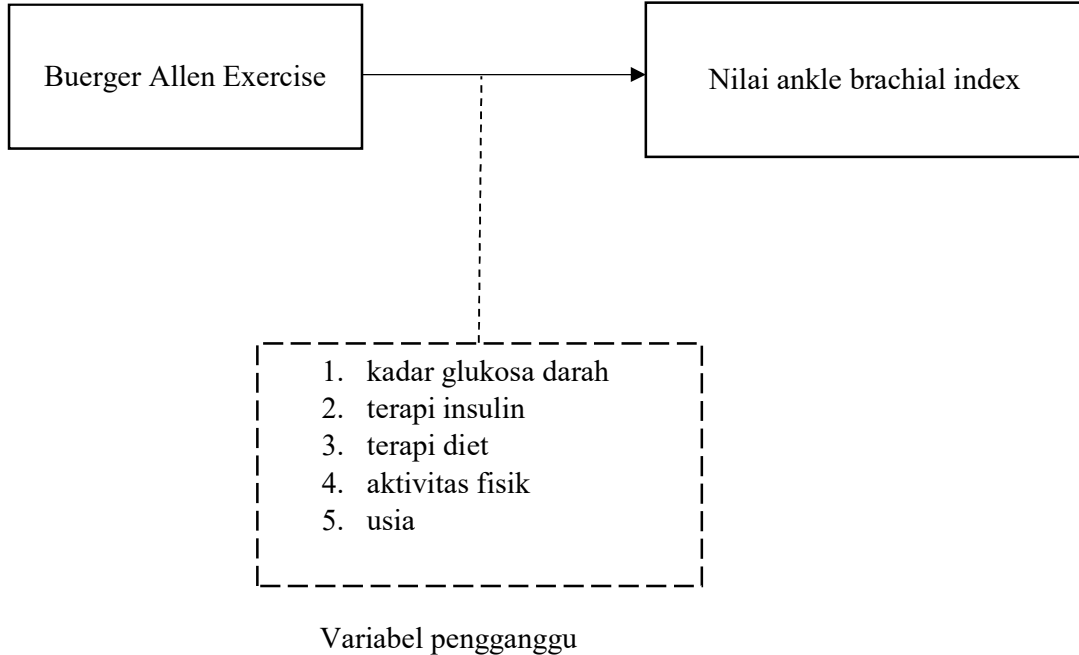 Buerger Allen Exercise
Nilai ankle brachial index
1. kadar glukosa darah
2. terapi insulin
3. terapi diet
4. aktivitas fisik
5. usia
Variabel pengganggu